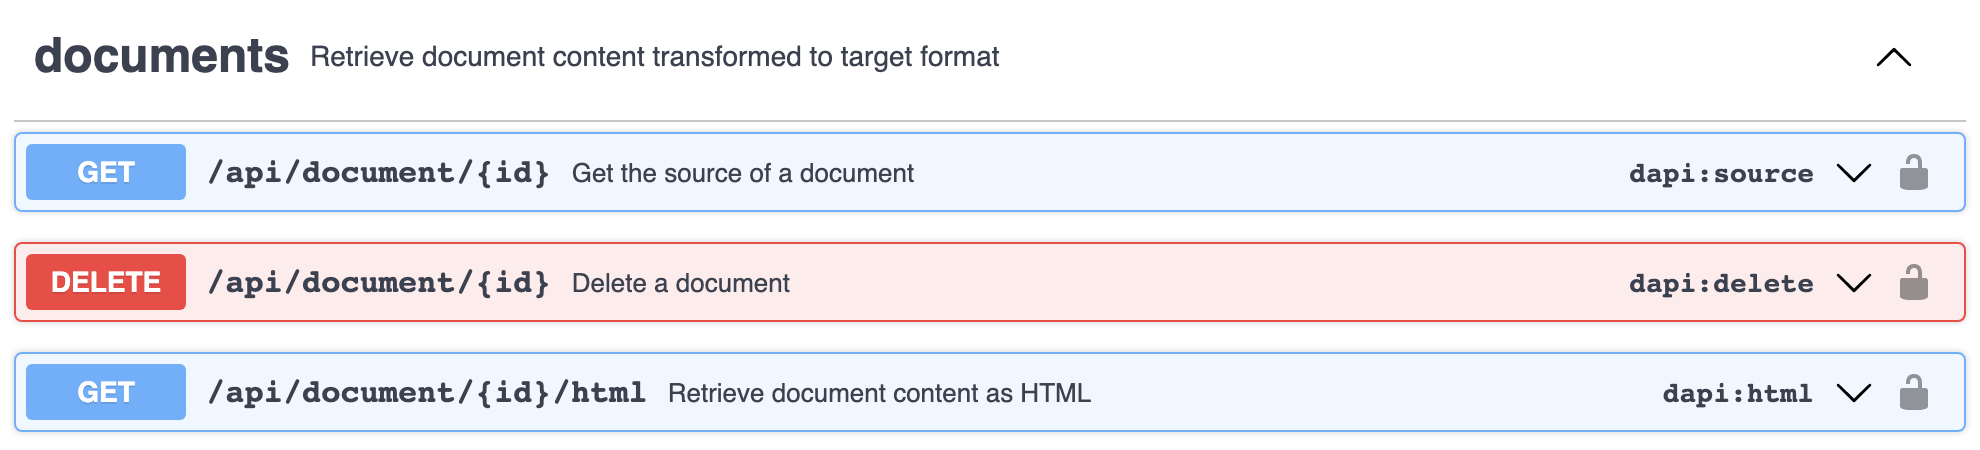 documents Retrieve document content transformed to target format
GET /api/document/{id} Get the source of a document dapi:source
DELETE /api/document/{id} Delete a document dapi:delete
GET /api/document/{id}/html Retrieve document content as HTML dapi:html